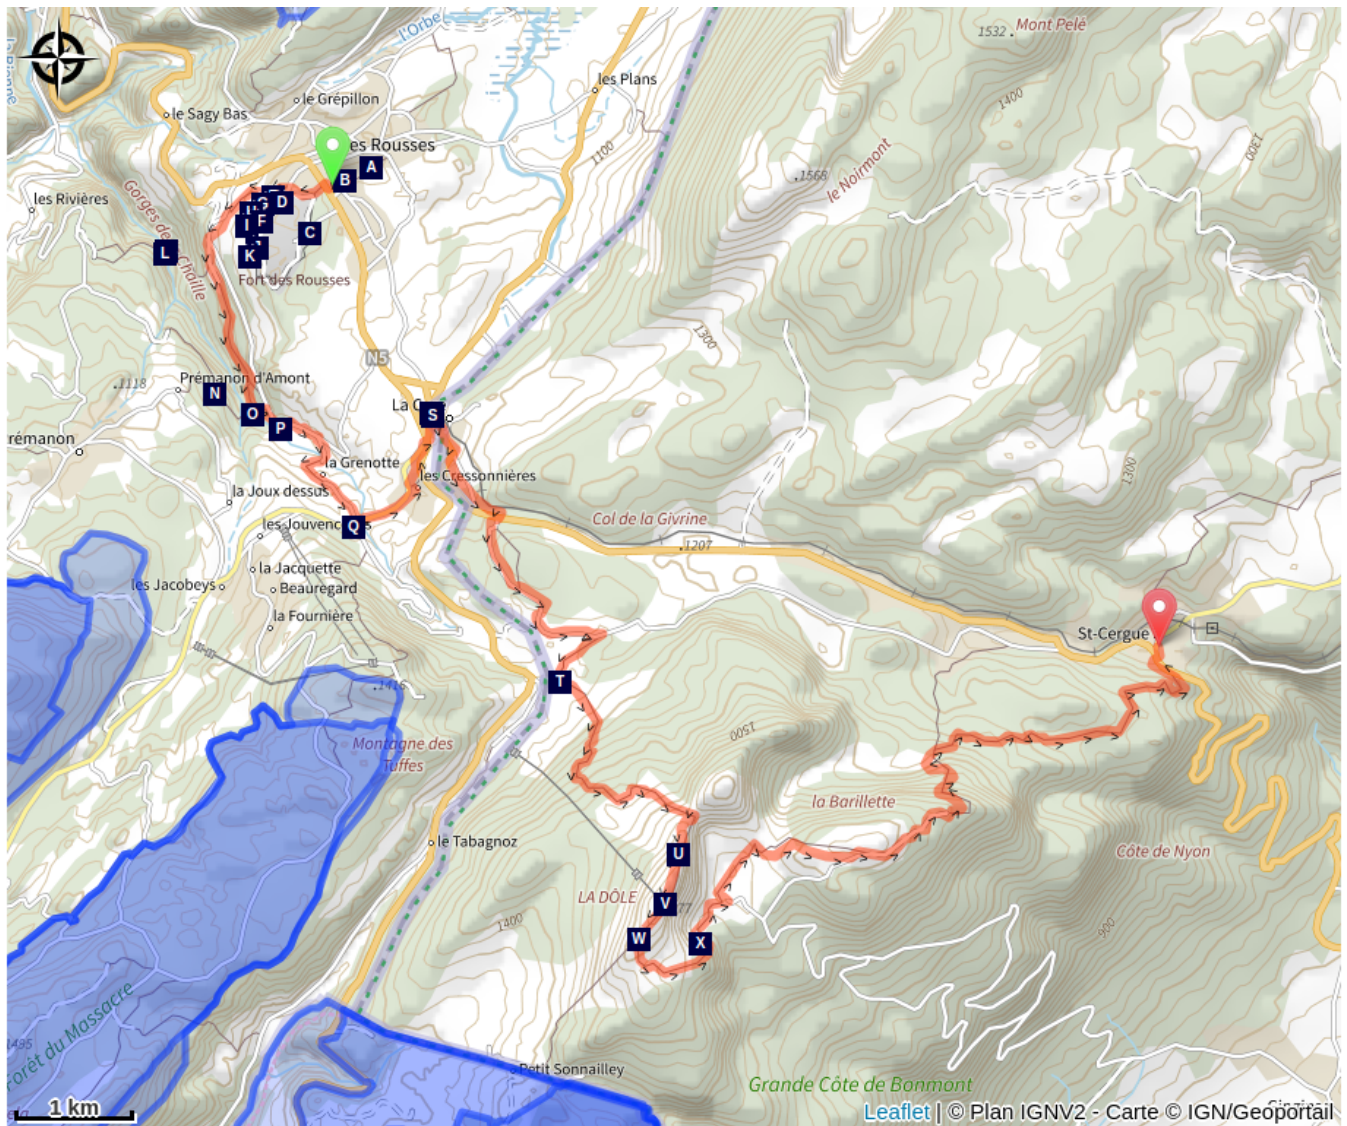 Mont Pelé
1532
l'Orbe
les Plans
1400
le Grépillon
le Sagy Bas
1300
es Rousses
A
B
1100
le Noirmont
1568
les Rivières
Gorges de
Chaille
G
D
I
F
C
K
L
Fort des Rousses
1300
N5
Prémanon d'Amont
1118
N
O
P
La C
S
rémanon
la Grenotte
les Cressonnières
1300
la Joux dessus
Q
les Jouvenc
s
Col de la Givrine
1207
la Jacquette
les Jacobeys
Beauregard
la Fournière
St-Cergue
T
1416
1500
Montagne des
Tuffes
la Barillette
le Tabagnoz
U
Côte de Nyon
LA DÔLE
V
77
1400
W
X
900
Forêt du Massacre
1495
Petit Sonnailley
Grande Côte de Bonmont
1 km
Leaflet | © Plan IGNV2 - Carte © IGN/Geoportail